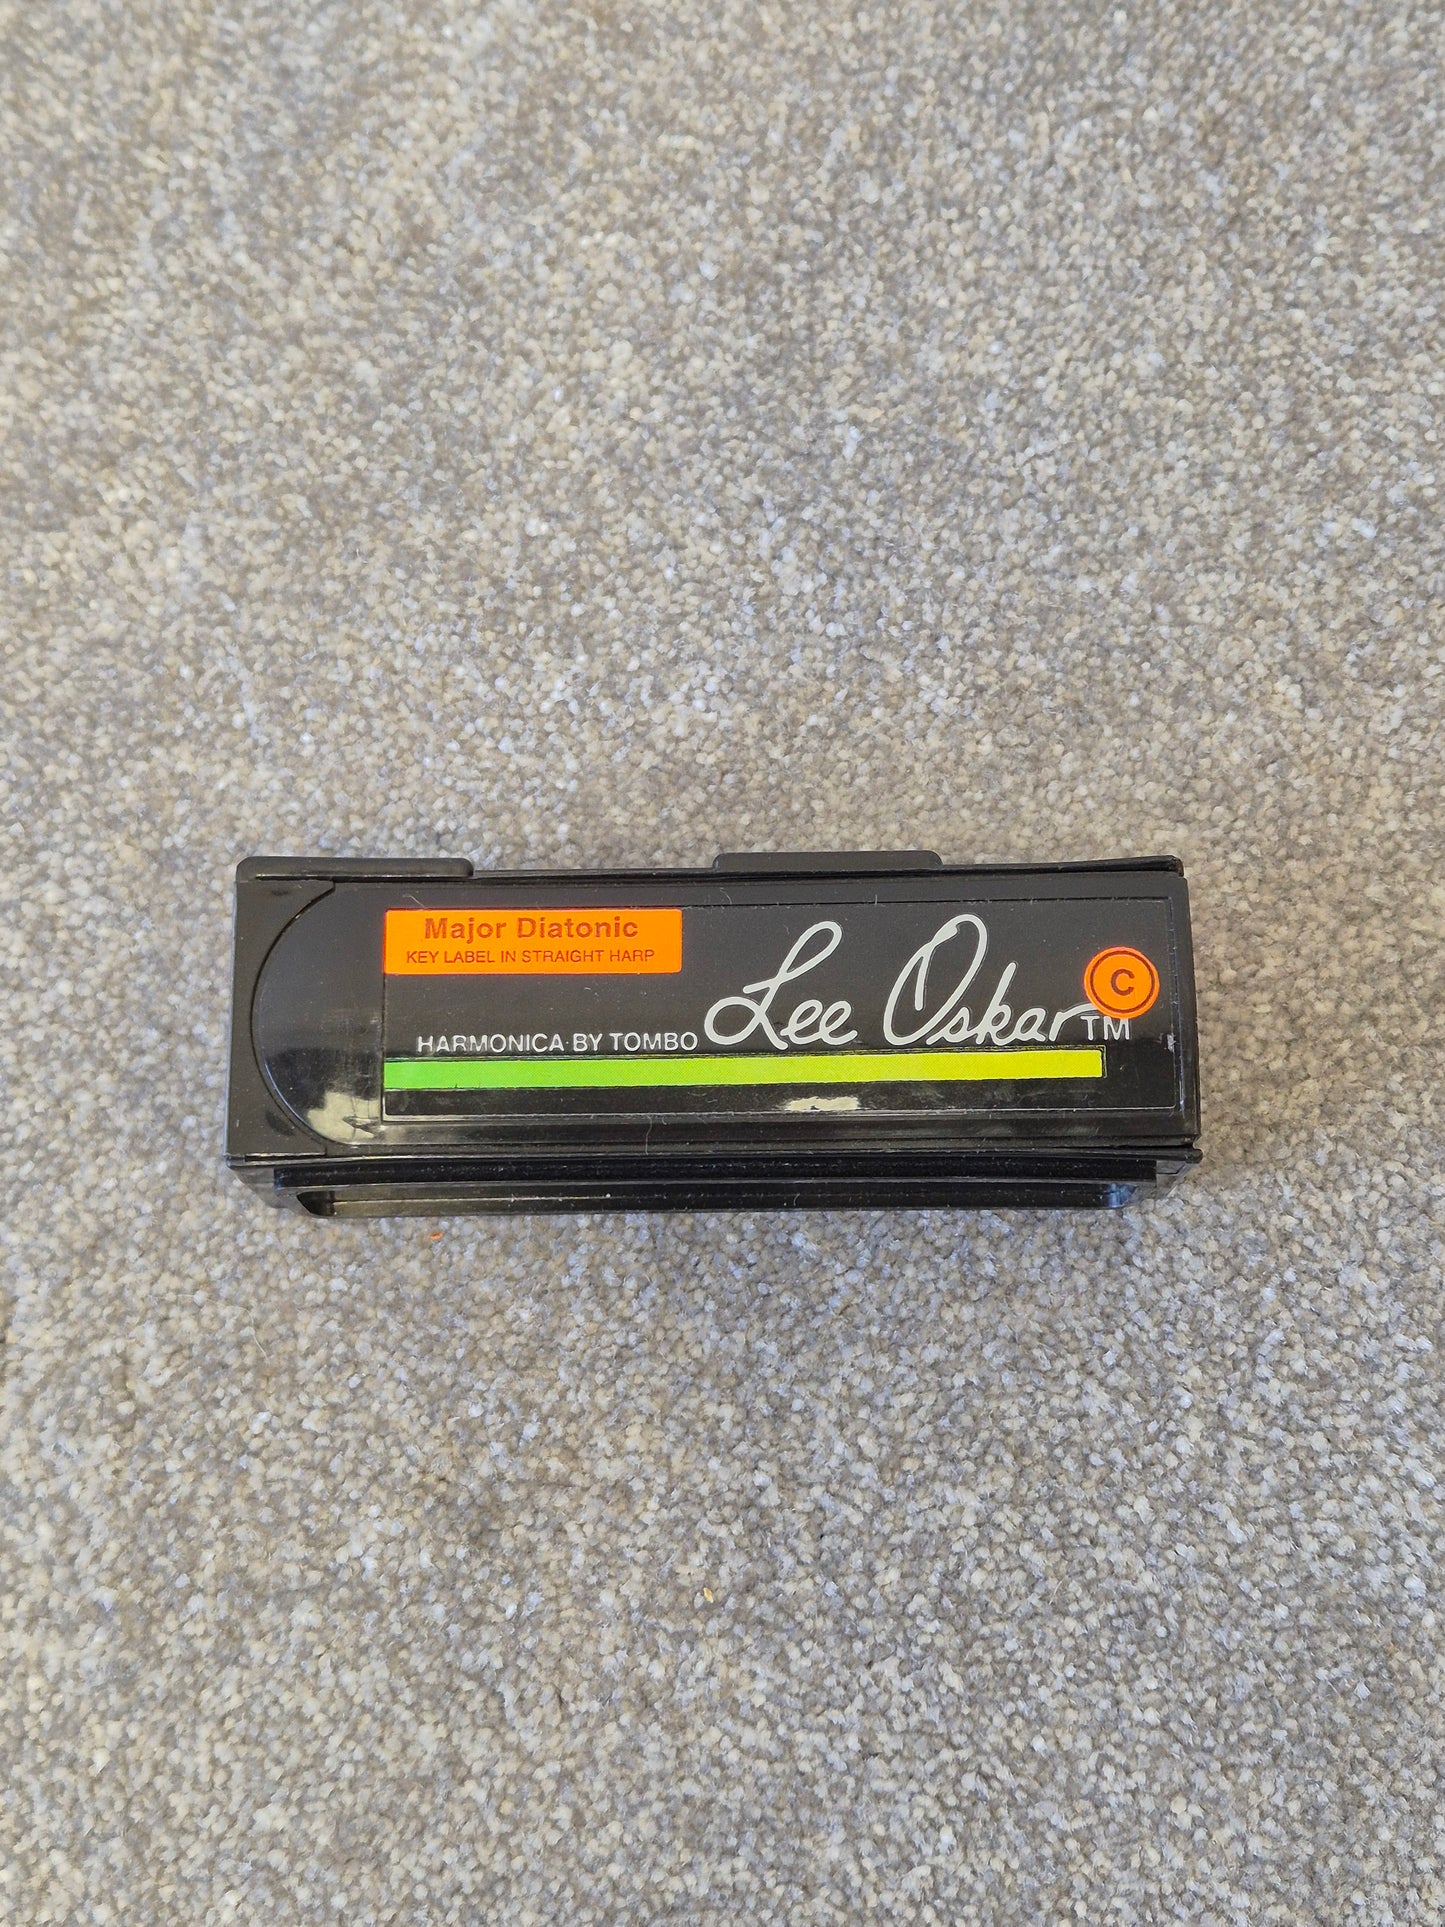 Major Diatonic
KEY LABEL IN STRAIGHT HARP
C
HARMONICA BY TOMBO Lee Oskar TM